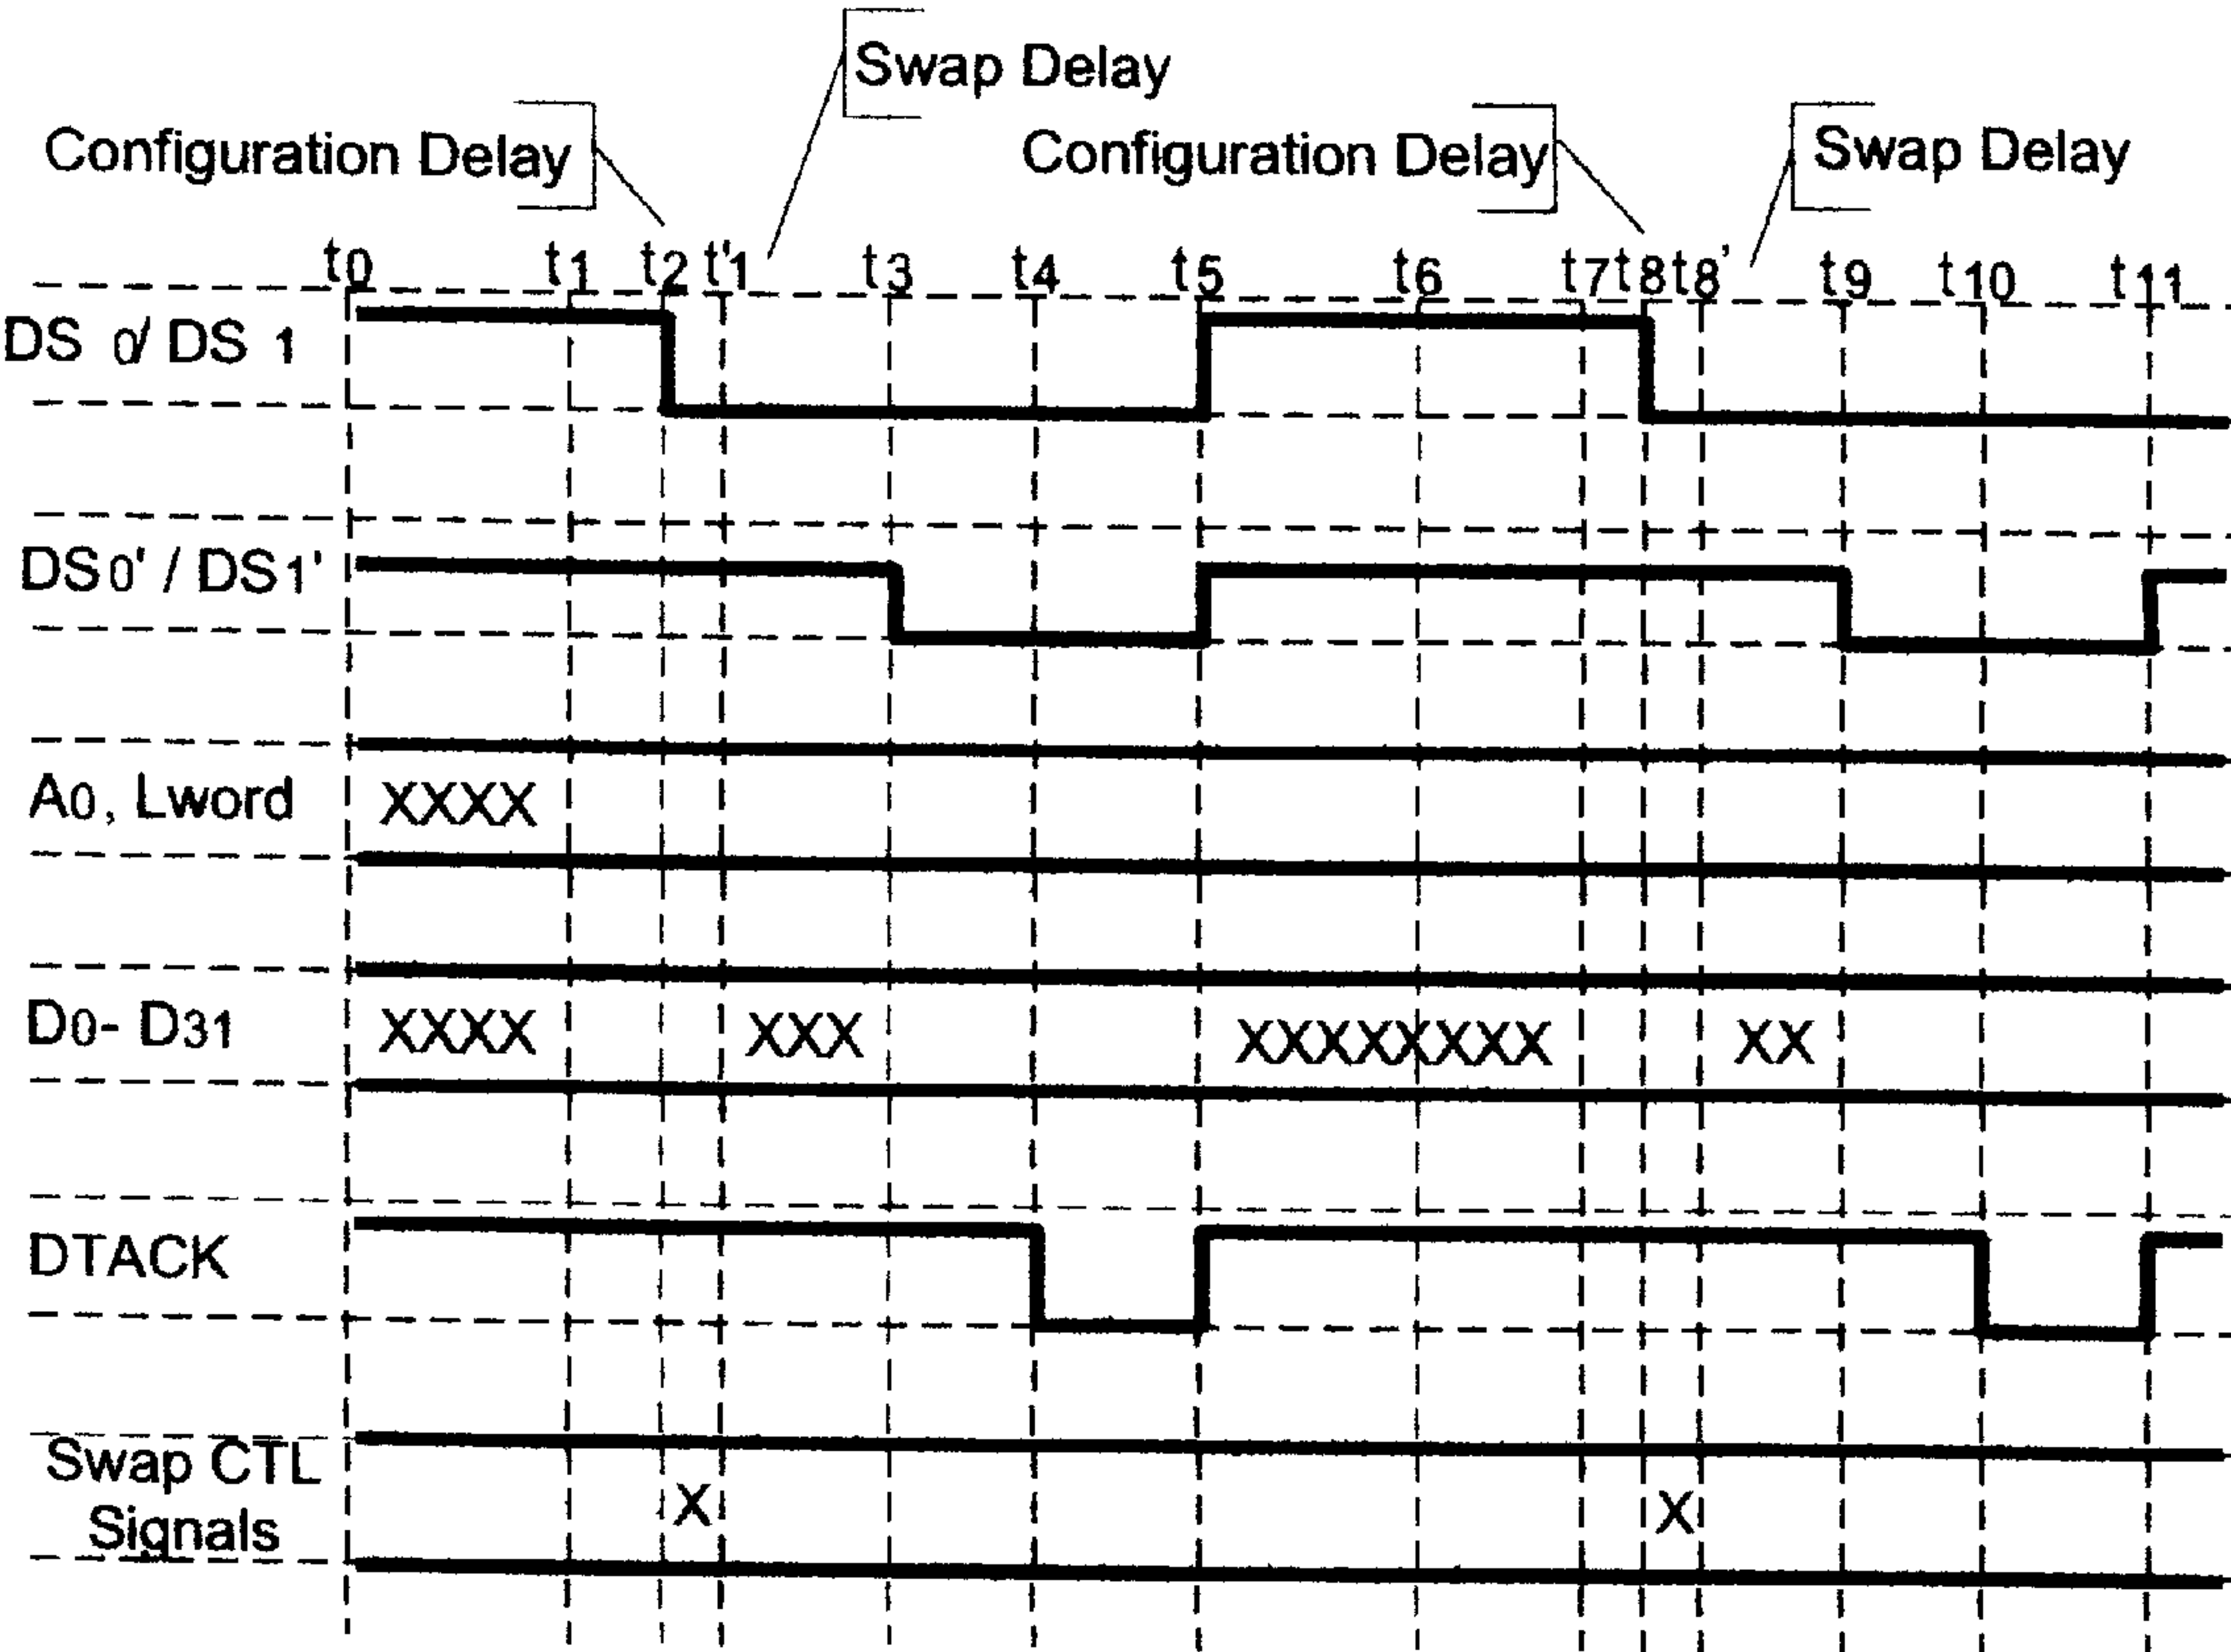 Swap Delay
Configuration Delay
Configuration Delay
Swap Delay
t0 t1 t2 t'1 t3 t4 t5 t6 t7 t8 t8' t9 t10 t11
DS 0/ DS 1
DS0' / DS1'
A0, Lword
XXXX
D0- D31
XXXX XXX XXXXXXXX XX
DTACK
Swap CTL
Signals
X X